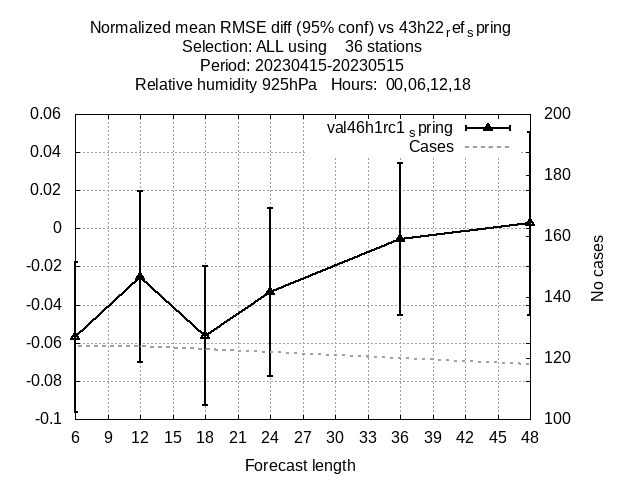 Normalized mean RMSE diff (95% conf) vs 43h22refspring
Selection: ALL using    36 stations
Period: 20230415-20230515
Relative humidity 925hPa   Hours:  00,06,12,18
val46h1rc1spring
Cases
0.06
0.04
0.02
0
-0.02
-0.04
-0.06
-0.08
-0.1
200
180
160
140
120
100
No cases
6 9 12 15 18 21 24 27 30 33 36 39 42 45 48
Forecast length